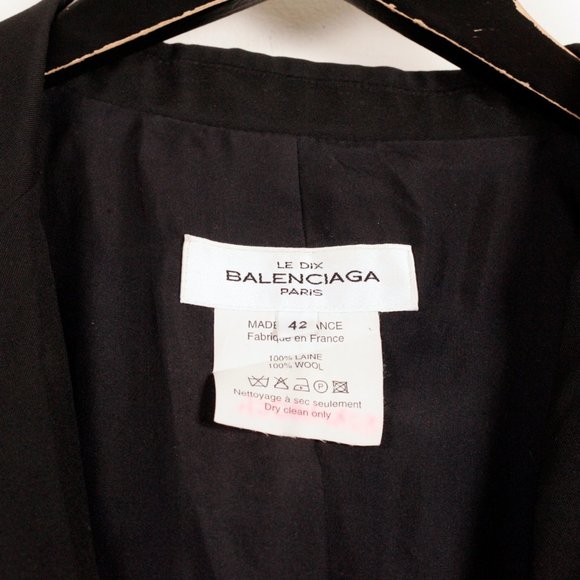 LE DIX
BALENCIAGA
PARIS
42
MADE ANCE
Fabrique en France
100% LAINE
100% WOOL
P
Nettoyage à sec seulement
Dry clean only